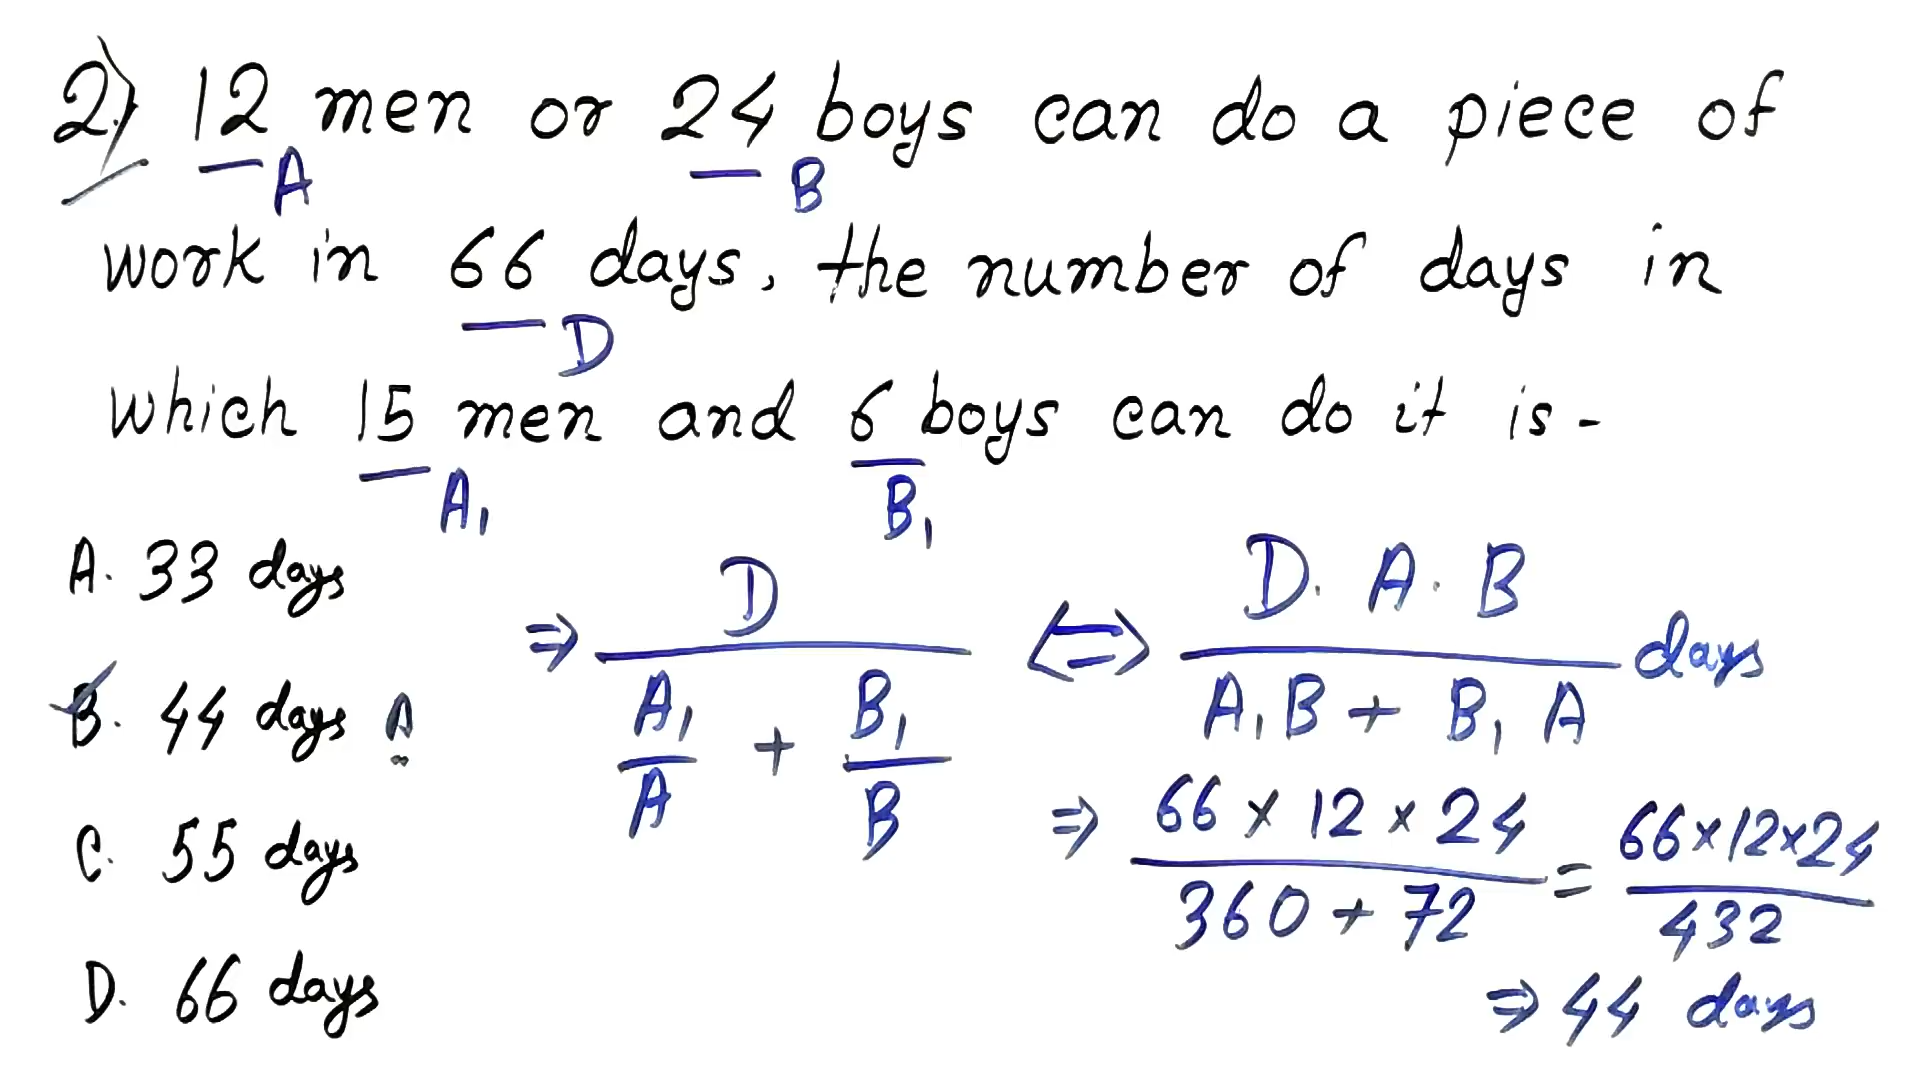 2) 12 men or 24 boys can do a piece of
A B
work in 66 days, the number of days in
D
which 15 men and 6 boys can do it is -
A₁ B₁
A. 33 days
B. 44 days A
C. 55 days
D. 66 days
⇒ D / (A₁/A + B₁/B) ⇔ D. A. B / (A₁B + B₁A) days
⇒ 66 × 12 × 24 / (360 + 72) = 66×12×24 / 432
⇒ 44 days